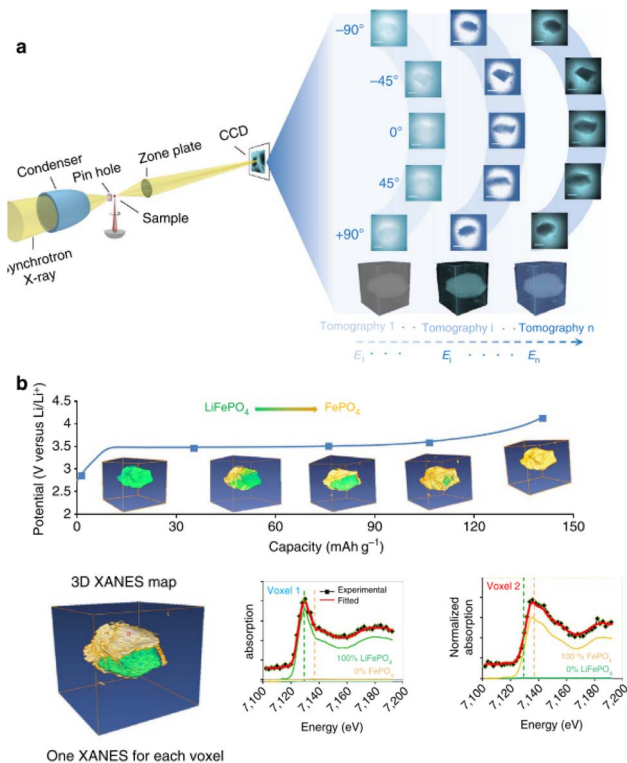 a
Condenser
Pin hole
Zone plate
CCD
Sample
ynchrotron
X-ray
–90°
–45°
0°
45°
+90°
Tomography 1 · · Tomography i · · Tomography n
E1 · · · · Ei · · · · · En
b
LiFePO4 FePO4
Potential (V versus Li/Li+)
4.5
4
3.5
3
2.5
2
0 30 60 90 120 150
Capacity (mAh g–1)
3D XANES map
One XANES for each voxel
Voxel 1
Experimental
Fitted
absorption
100% LiFePO4
0% FePO4
7,100 7,120 7,140 7,160 7,180 7,200
Energy (eV)
Voxel 2
Normalized
absorption
100 % FePO4
0% LiFePO4
7,100 7,120 7,140 7,160 7,180 7,200
Energy (eV)